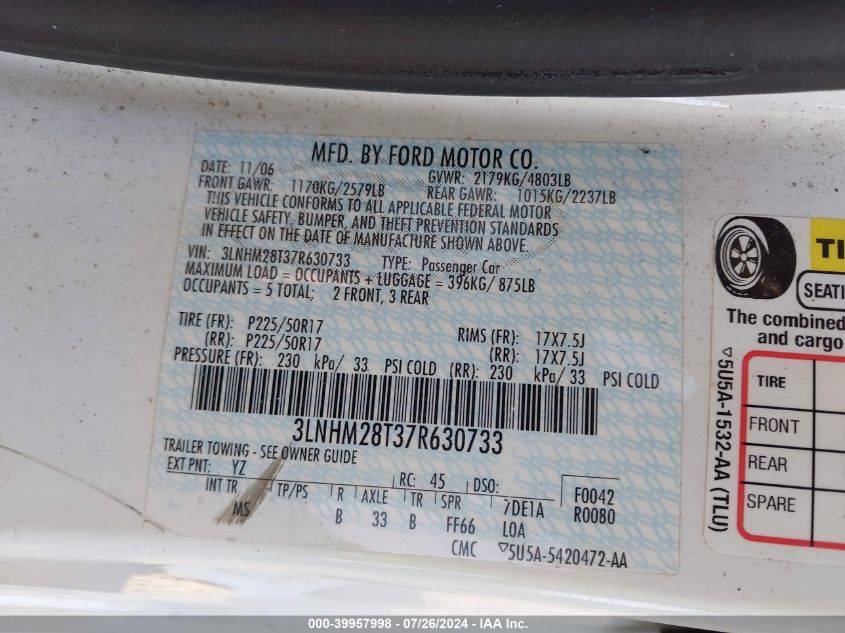 MFD. BY FORD MOTOR CO.
DATE: 11/06 GVWR: 2179KG/4803LB
FRONT GAWR: 1170KG/2579LB REAR GAWR: 1015KG/2237LB
THIS VEHICLE CONFORMS TO ALL APPLICABLE FEDERAL MOTOR
VEHICLE SAFETY, BUMPER, AND THEFT PREVENTION STANDARDS
IN EFFECT ON THE DATE OF MANUFACTURE SHOWN ABOVE.
VIN: 3LNHM28T37R630733 TYPE: Passenger Car
MAXIMUM LOAD = OCCUPANTS + LUGGAGE = 396KG/ 875LB
OCCUPANTS = 5 TOTAL; 2 FRONT, 3 REAR
TIRE (FR): P225/50R17 RIMS (FR): 17X7.5J
(RR): P225/50R17 (RR): 17X7.5J
PRESSURE (FR): 230 kPa/ 33 PSI COLD (RR): 230 kPa/ 33 PSI COLD
3LNHM28T37R630733
TRAILER TOWING - SEE OWNER GUIDE
EXT PNT: YZ RC: 45 DSO: F0042
INT TR TP/PS R AXLE TR SPR 7DE1A R0080
MS B 33 B FF66 LOA
CMC ▽5U5A-5420472-AA
TI
SEATI
The combined
and cargo
TIRE
FRONT
REAR
SPARE
▽5U5A-1532-AA (TLU)
000-39957998 - 07/26/2024 - IAA Inc.